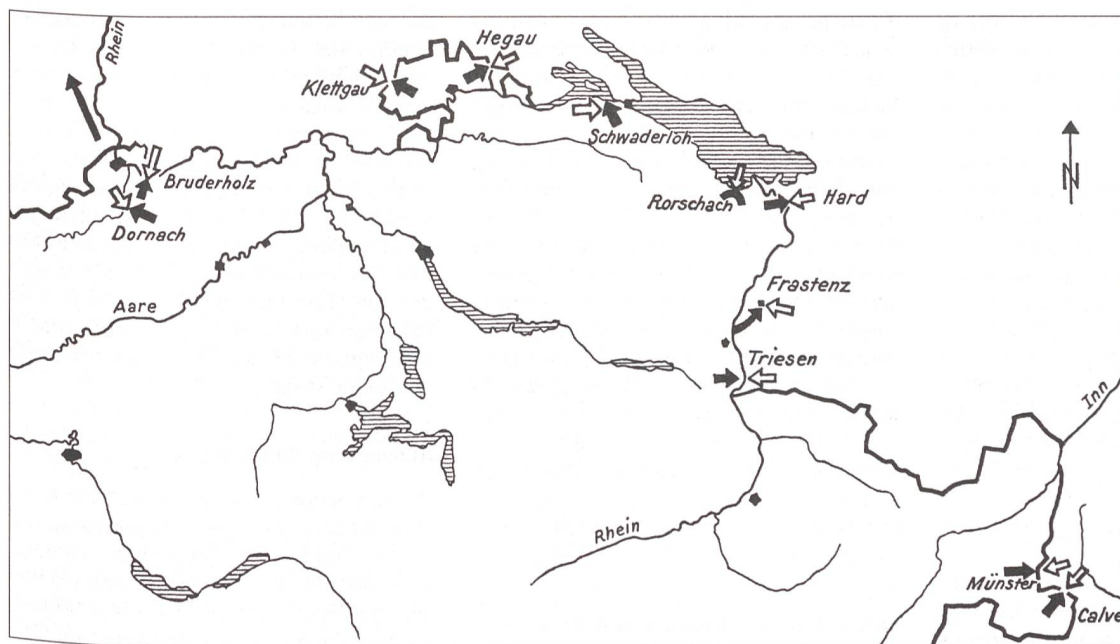 Rhein
Hegau
Klettgau
Schwaderloh
Bruderholz
Rorschach
Hard
N
Dornach
Frastenz
Aare
Triesen
Inn
Rhein
Münster
Calve